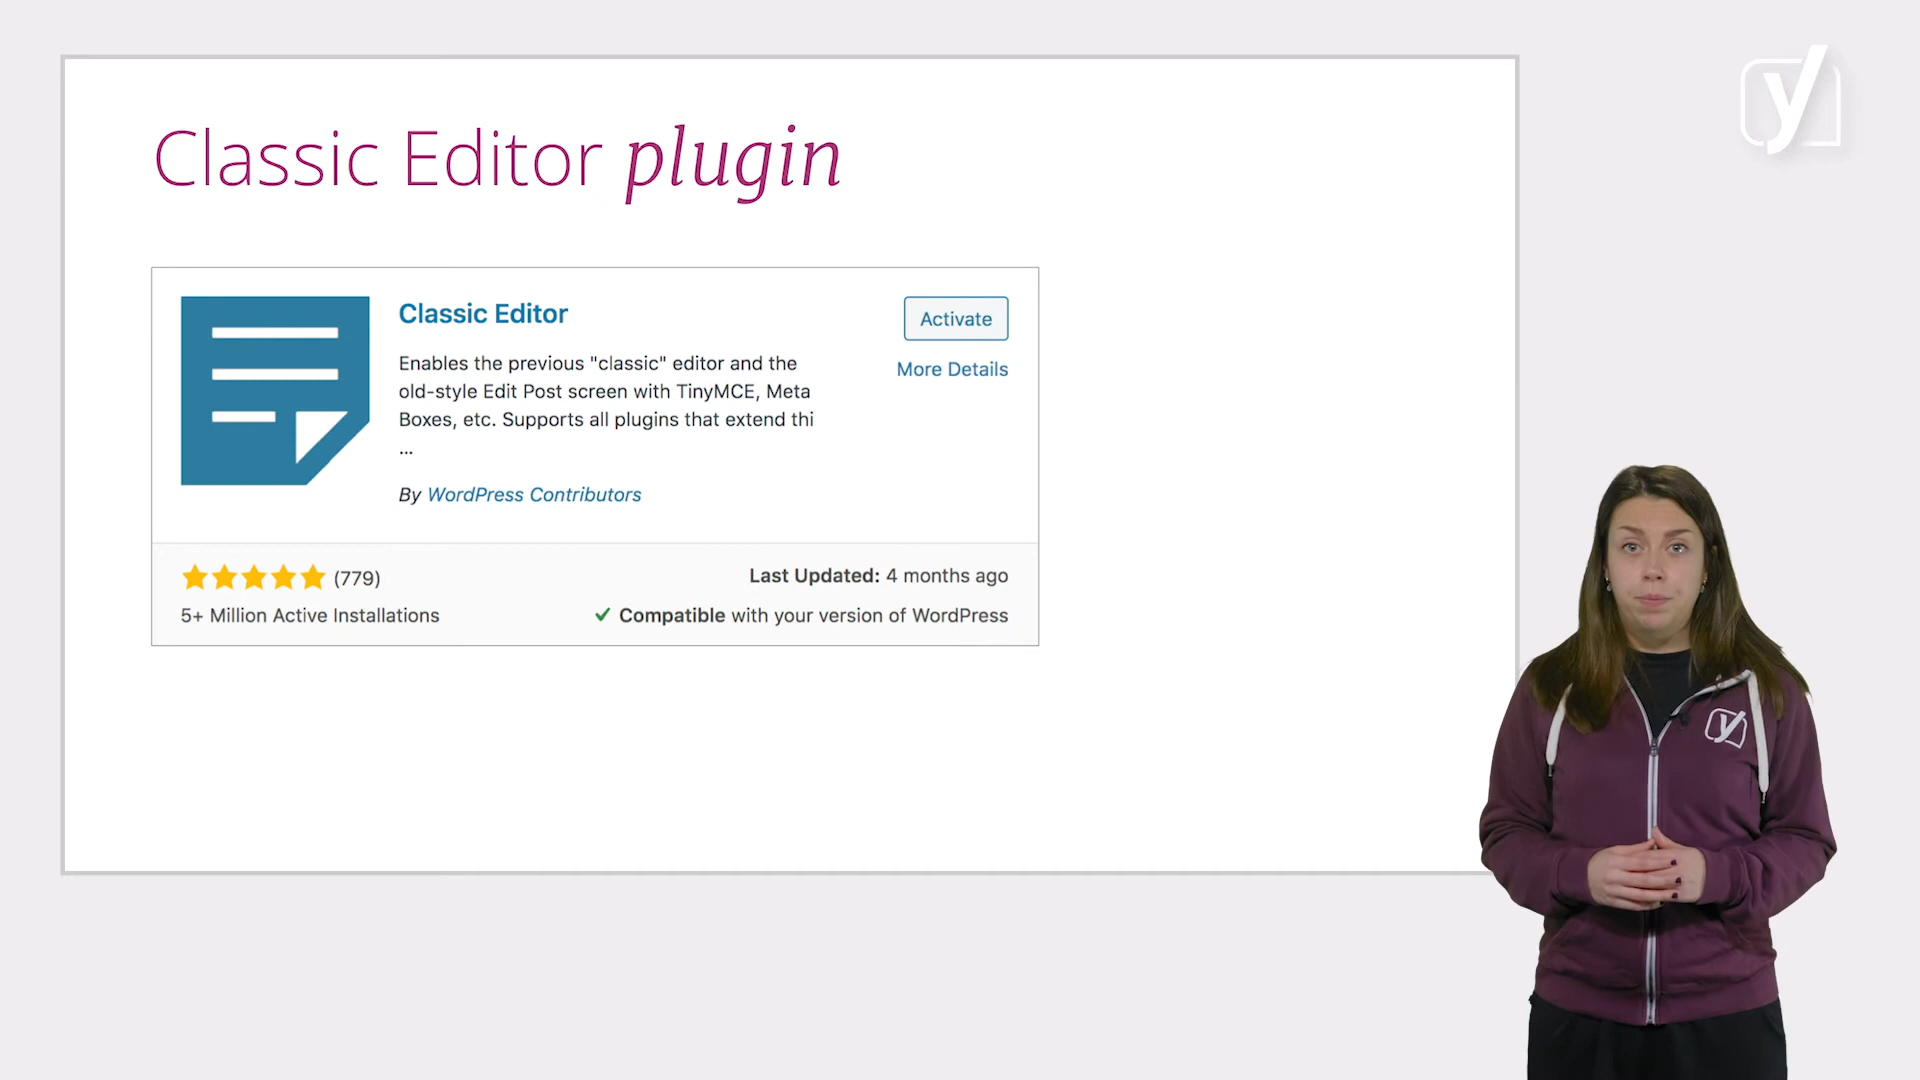 Classic Editor plugin
Classic Editor
Activate
Enables the previous "classic" editor and the
More Details
old-style Edit Post screen with TinyMCE, Meta
Boxes, etc. Supports all plugins that extend thi
...
By WordPress Contributors
(779)
Last Updated: 4 months ago
5+ Million Active Installations
Compatible with your version of WordPress
y
y